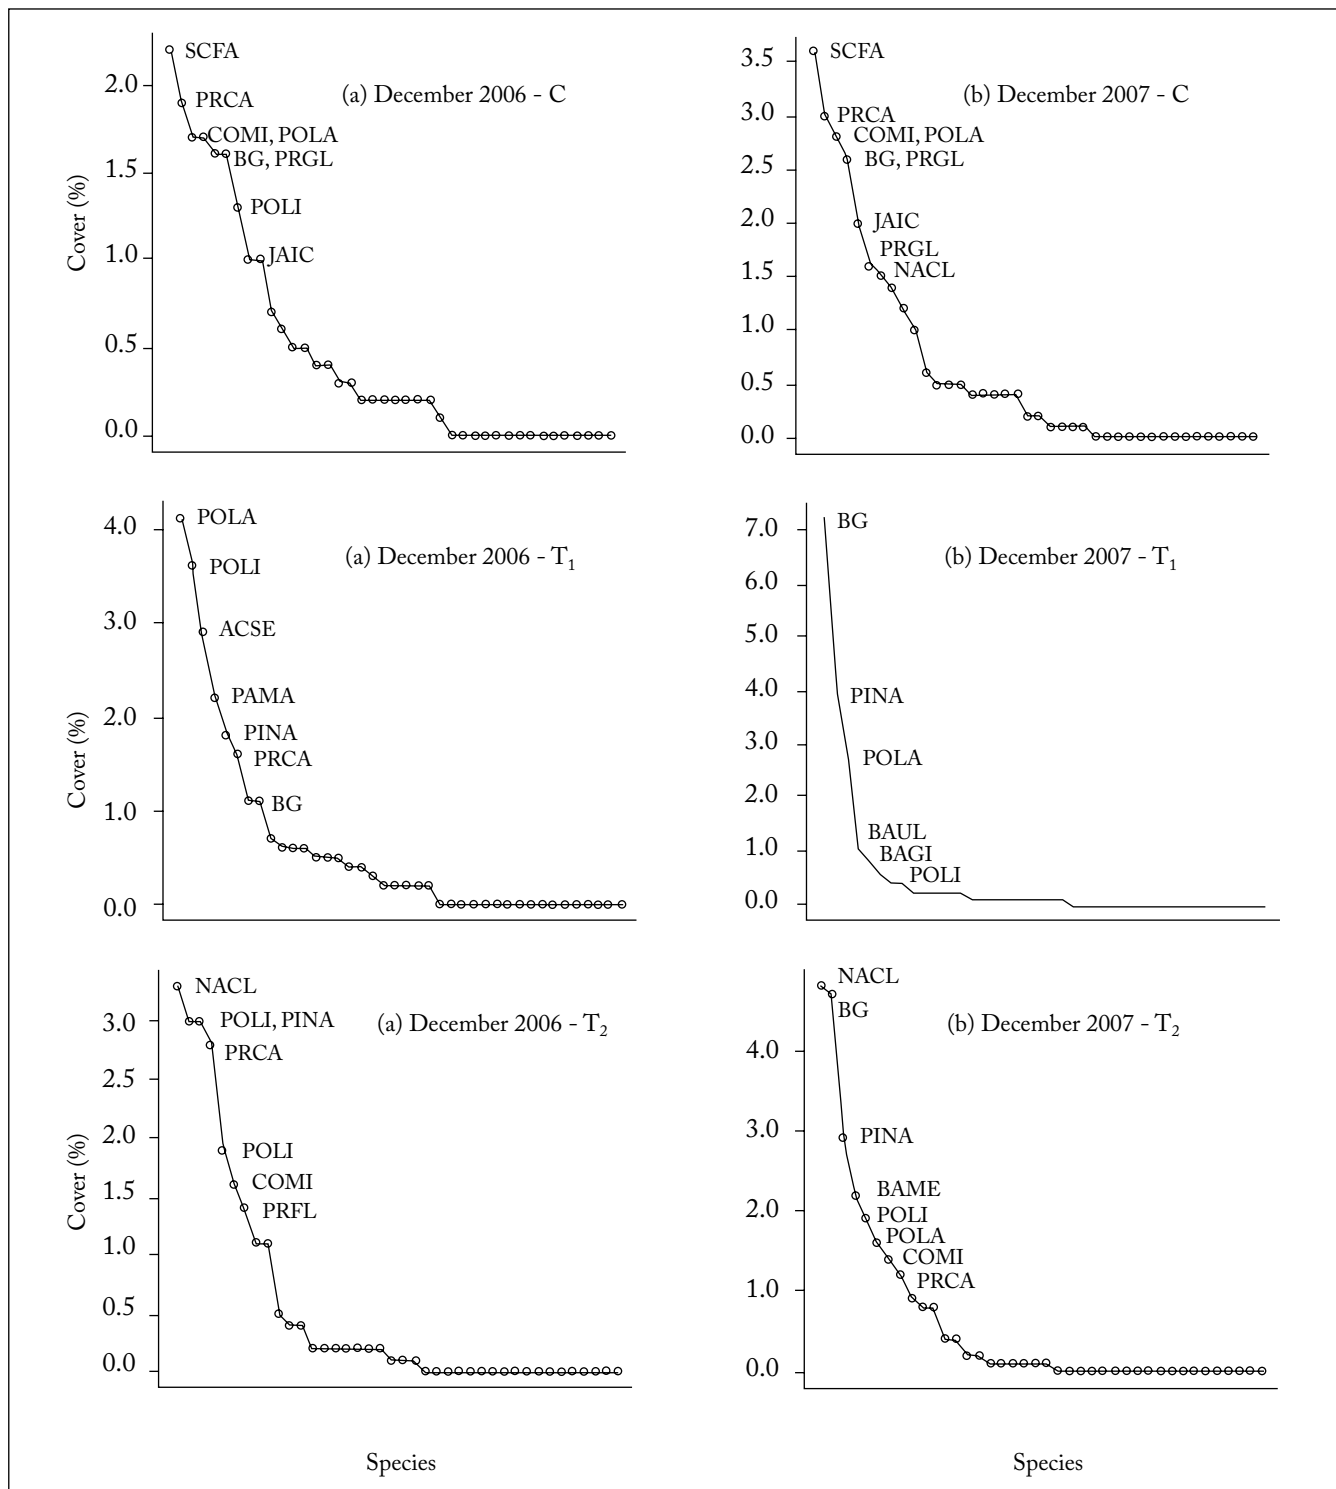 SCFA
2.0
(a) December 2006 - C
PRCA
COMI, POLA
BG, PRGL
1.5
POLI
Cover (%)
1.0
JAIC
0.5
0.0
SCFA
3.5
(b) December 2007 - C
3.0
PRCA
COMI, POLA
2.5
BG, PRGL
2.0
JAIC
PRGL
1.5
NACL
1.0
0.5
0.0
4.0
POLA
(a) December 2006 - T1
POLI
3.0
ACSE
PAMA
2.0
PINA
Cover (%)
PRCA
1.0
BG
0.0
7.0
BG
(b) December 2007 - T1
6.0
5.0
4.0
PINA
3.0
POLA
2.0
BAUL
1.0
BAGI
POLI
0.0
NACL
3.0
POLI, PINA
(a) December 2006 - T2
PRCA
2.5
2.0
POLI
Cover (%)
COMI
1.5
PRFL
1.0
0.5
0.0
NACL
BG
(b) December 2007 - T2
4.0
3.0
PINA
BAME
2.0
POLI
POLA
COMI
PRCA
1.0
0.0
Species
Species